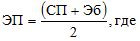 ЭП = (СП + Эб) / 2, где